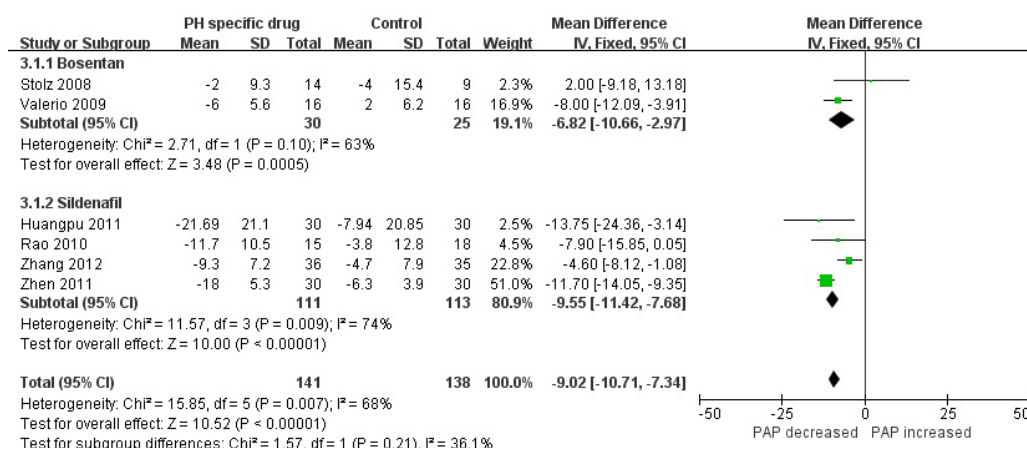 PH specific drug Control Mean Difference Mean Difference
Study or Subgroup Mean SD Total Mean SD Total Weight IV, Fixed, 95% CI IV, Fixed, 95% CI
3.1.1 Bosentan
Stolz 2008 -2 9.3 14 -4 15.4 9 2.3% 2.00 [-9.18, 13.18]
Valerio 2009 -6 5.6 16 2 6.2 16 16.9% -8.00 [-12.09, -3.91]
Subtotal (95% CI) 30 25 19.1% -6.82 [-10.66, -2.97]
Heterogeneity: Chi² = 2.71, df = 1 (P = 0.10); I² = 63%
Test for overall effect: Z = 3.48 (P = 0.0005)
3.1.2 Sildenafil
Huangpu 2011 -21.69 21.1 30 -7.94 20.85 30 2.5% -13.75 [-24.36, -3.14]
Rao 2010 -11.7 10.5 15 -3.8 12.8 18 4.5% -7.90 [-15.85, 0.05]
Zhang 2012 -9.3 7.2 36 -4.7 7.9 35 22.8% -4.60 [-8.12, -1.08]
Zhen 2011 -18 5.3 30 -6.3 3.9 30 51.0% -11.70 [-14.05, -9.35]
Subtotal (95% CI) 111 113 80.9% -9.55 [-11.42, -7.68]
Heterogeneity: Chi² = 11.57, df = 3 (P = 0.009); I² = 74%
Test for overall effect: Z = 10.00 (P < 0.00001)
Total (95% CI) 141 138 100.0% -9.02 [-10.71, -7.34]
Heterogeneity: Chi² = 15.85, df = 5 (P = 0.007); I² = 68%
Test for overall effect: Z = 10.52 (P < 0.00001)
Test for subgroup differences: Chi² = 1.57, df = 1 (P = 0.21), I² = 36.1%
-50 -25 0 25 50
PAP decreased PAP increased